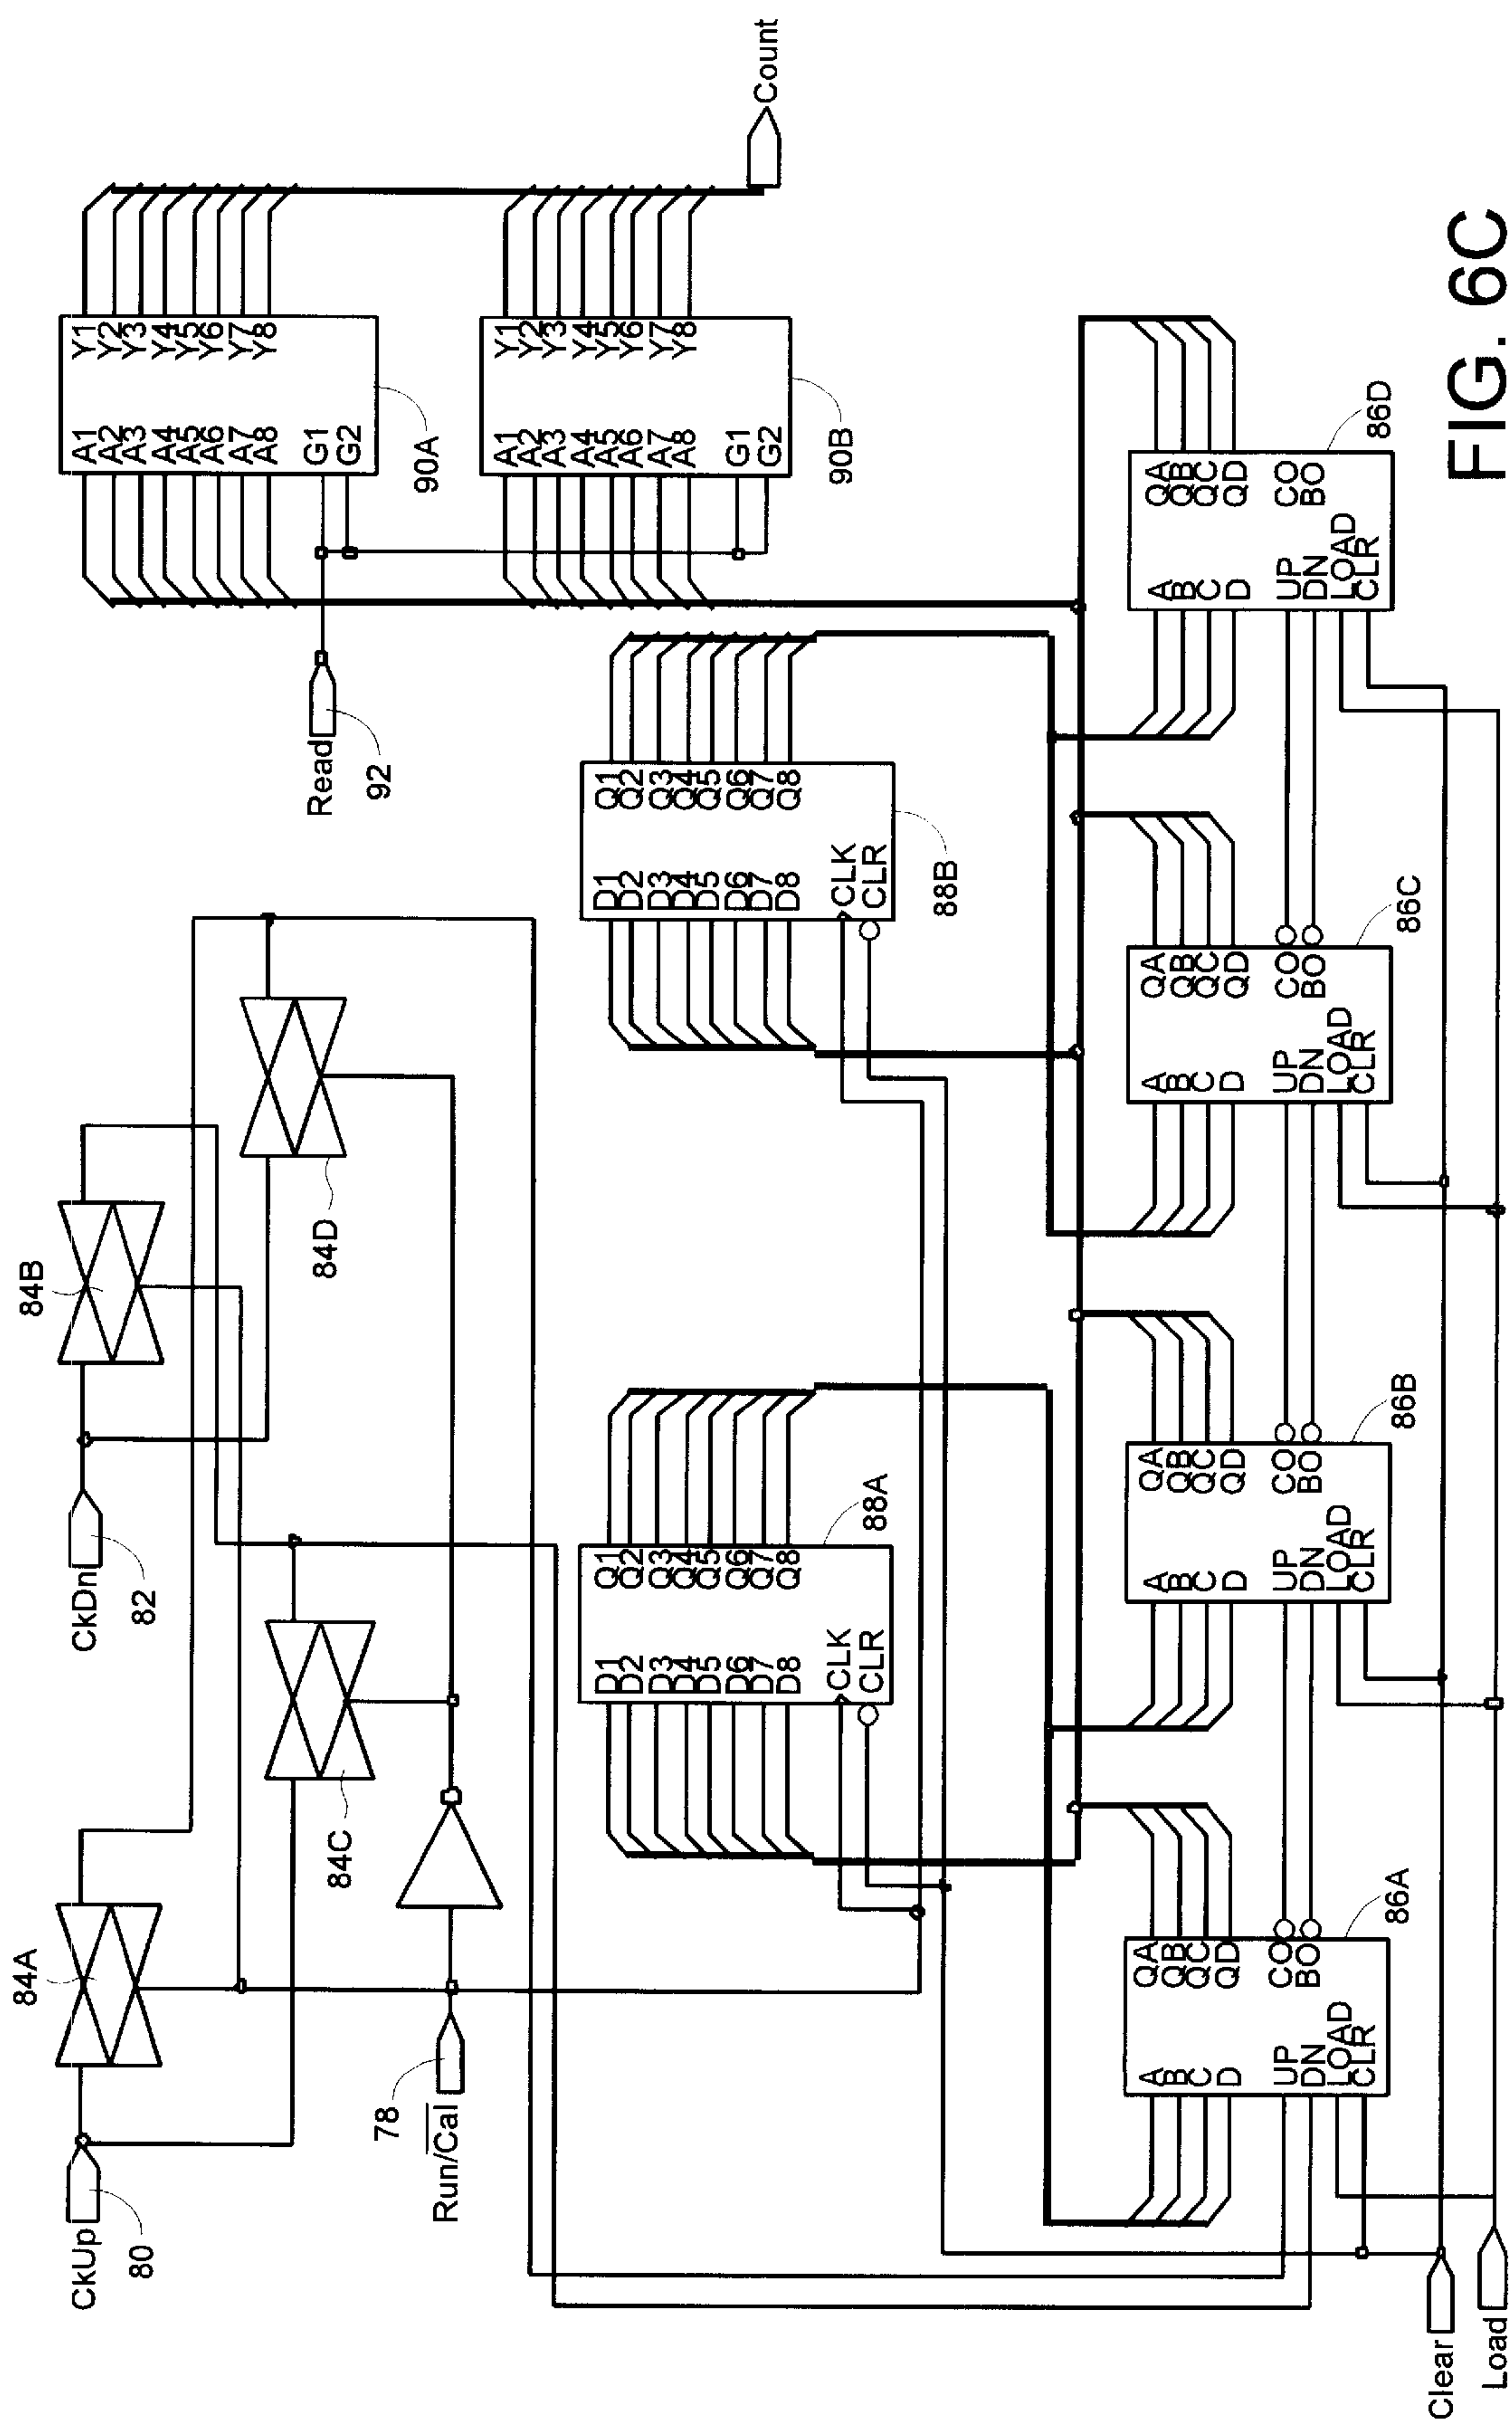 CkUp
80
84A
CkDn
82
84B
84C
84D
78
Run/Cal
Read
92
A1
A2
A3
A4
A5
A6
A7
A8
G1
G2
Y1
Y2
Y3
Y4
Y5
Y6
Y7
Y8
90A
A1
A2
A3
A4
A5
A6
A7
A8
G1
G2
Y1
Y2
Y3
Y4
Y5
Y6
Y7
Y8
90B
Count
D1
D2
D3
D4
D5
D6
D7
D8
CLK
CLR
Q1
Q2
Q3
Q4
Q5
Q6
Q7
Q8
88A
D1
D2
D3
D4
D5
D6
D7
D8
CLK
CLR
Q1
Q2
Q3
Q4
Q5
Q6
Q7
Q8
88B
A
B
C
D
UP
DN
LOAD
CLR
QA
QB
QC
QD
CO
BO
86A
A
B
C
D
UP
DN
LOAD
CLR
QA
QB
QC
QD
CO
BO
86B
A
B
C
D
UP
DN
LOAD
CLR
QA
QB
QC
QD
CO
BO
86C
A
B
C
D
UP
DN
LOAD
CLR
QA
QB
QC
QD
CO
BO
86D
Clear
Load
FIG. 6C